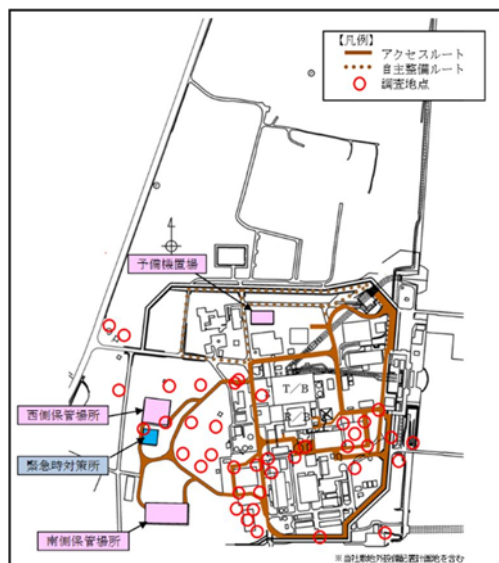 【凡例】
アクセスルート
自主整備ルート
調査地点
予備機置場
T/B
R/B
西側保管場所
緊急時対策所
南側保管場所
※当社敷地外設備配置計画地を含む